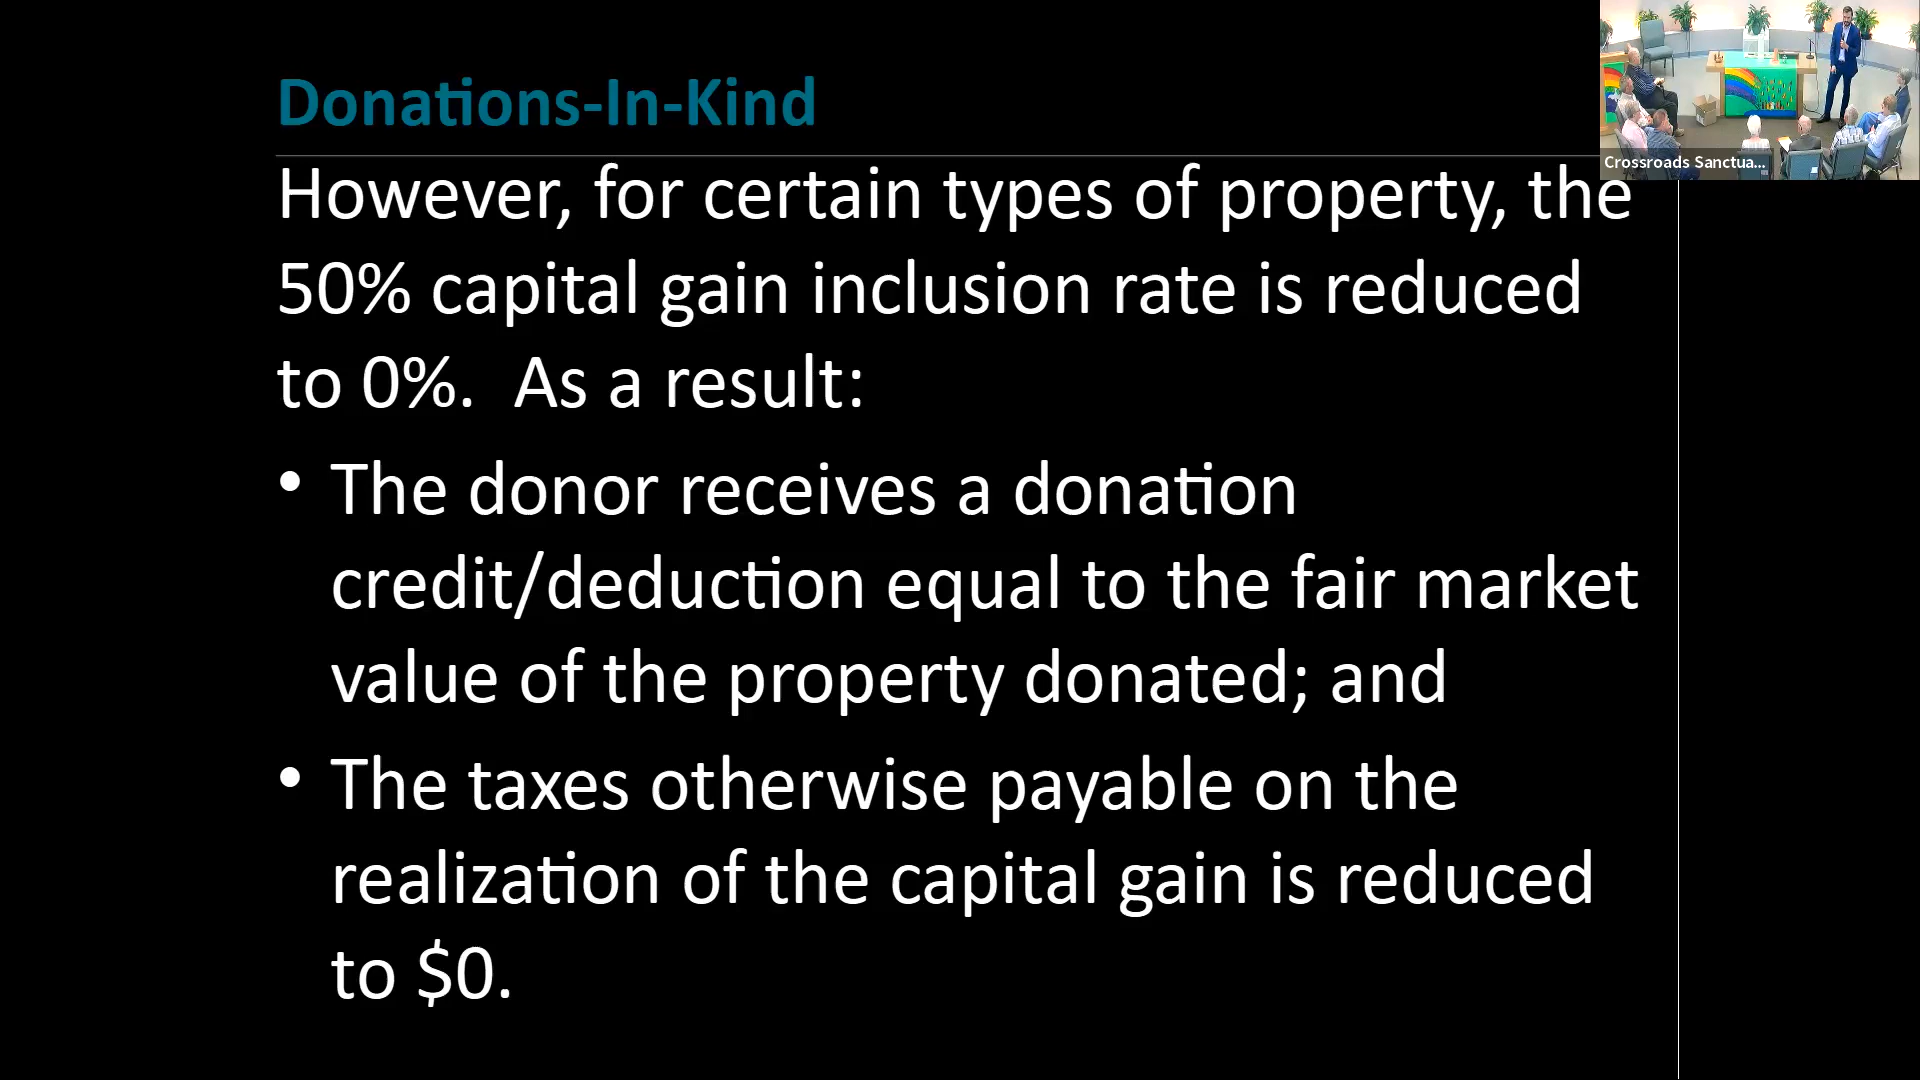 Donations-In-Kind
However, for certain types of property, the
50% capital gain inclusion rate is reduced
to 0%.  As a result:
• The donor receives a donation
credit/deduction equal to the fair market
value of the property donated; and
• The taxes otherwise payable on the
realization of the capital gain is reduced
to $0.
Crossroads Sanctua...